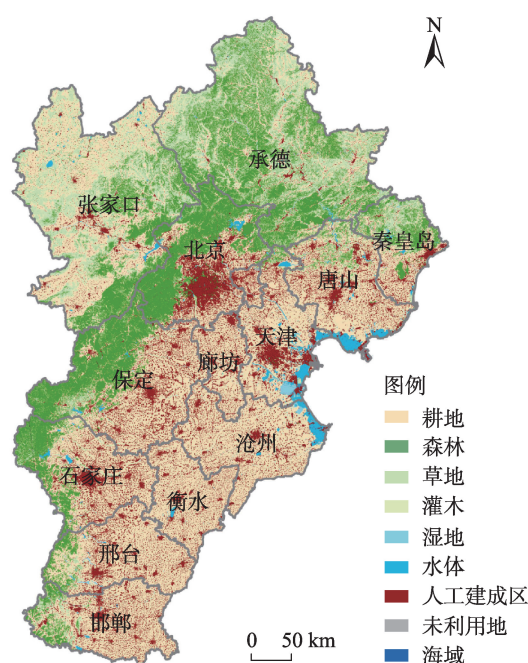 N
承德
张家口
北京
秦皇岛
唐山
天津
廊坊
保定
沧州
石家庄
衡水
邢台
邯郸
图例
耕地
森林
草地
灌木
湿地
水体
人工建成区
未利用地
海域
0 50 km